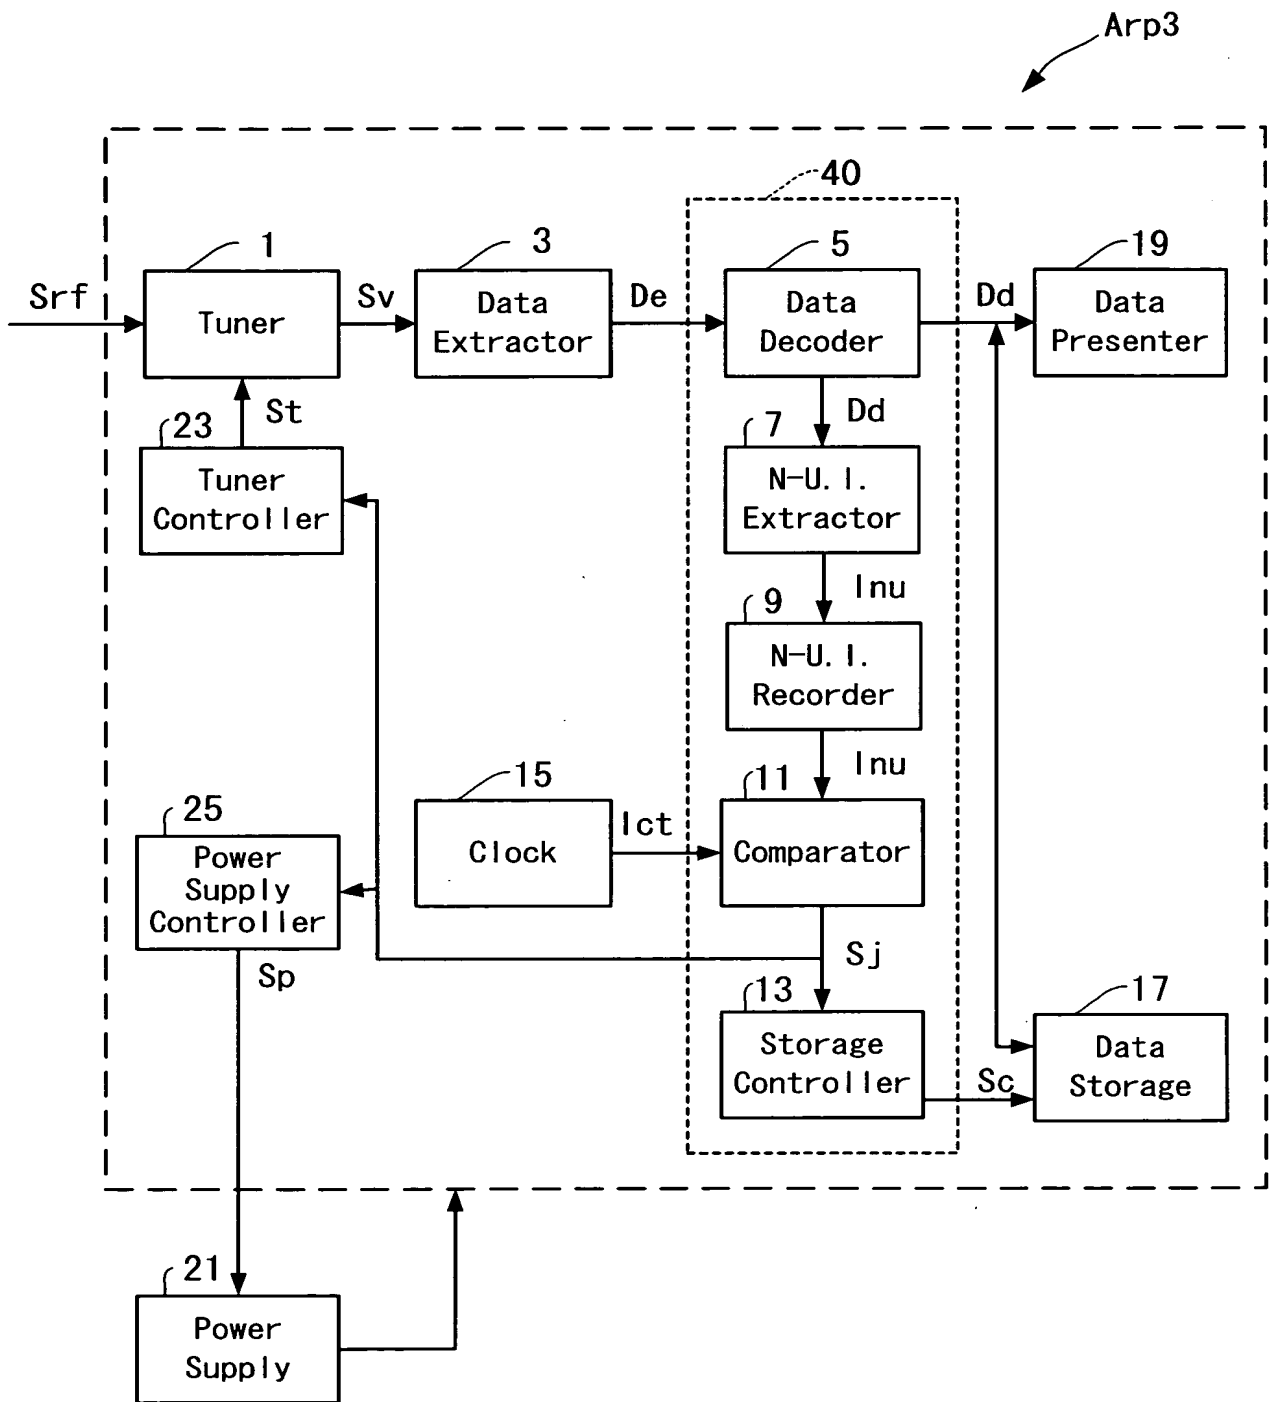 Arp3
40
1
3
5
19
Srf
Tuner
Sv
Data
Extractor
De
Data
Decoder
Dd
Data
Presenter
St
23
Tuner
Controller
Dd
7
N-U.I.
Extractor
Inu
9
N-U.I.
Recorder
Inu
15
11
25
Power
Supply
Controller
Clock
Ict
Comparator
Sp
Sj
13
17
Storage
Controller
Sc
Data
Storage
21
Power
Supply